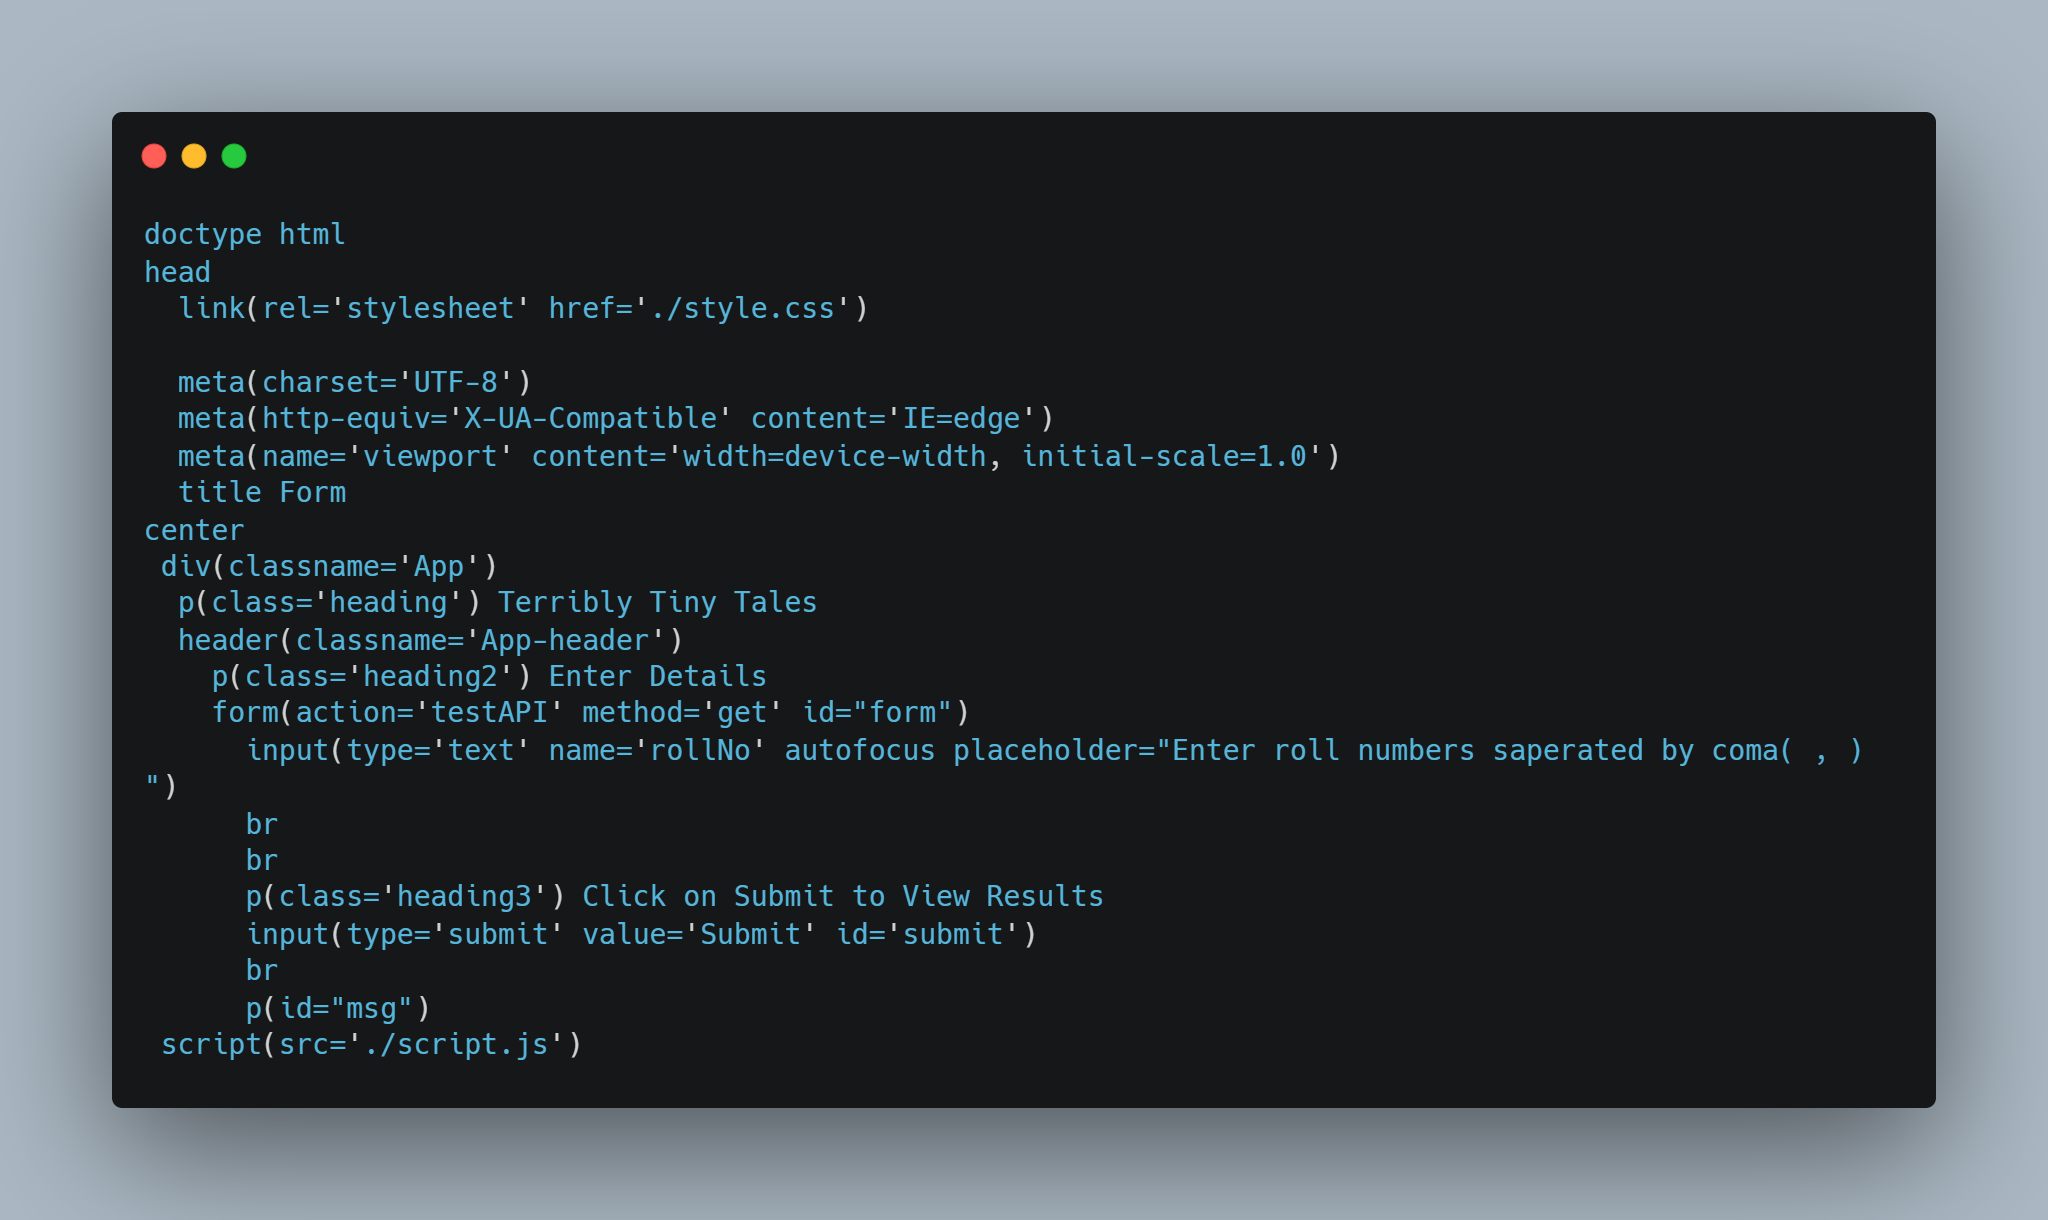 doctype html
head
  link(rel='stylesheet' href='./style.css')

  meta(charset='UTF-8')
  meta(http-equiv='X-UA-Compatible' content='IE=edge')
  meta(name='viewport' content='width=device-width, initial-scale=1.0')
  title Form
center
 div(classname='App')
  p(class='heading') Terribly Tiny Tales
  header(classname='App-header')
    p(class='heading2') Enter Details
    form(action='testAPI' method='get' id="form")
      input(type='text' name='rollNo' autofocus placeholder="Enter roll numbers saperated by coma( , )
")
      br
      br
      p(class='heading3') Click on Submit to View Results
      input(type='submit' value='Submit' id='submit')
      br
      p(id="msg")
 script(src='./script.js')